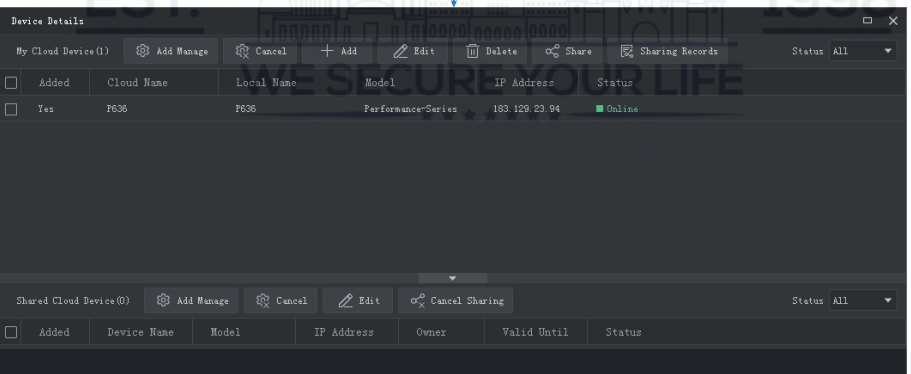 EST. 1998
Device Details
My Cloud Device(1) Add Manage Cancel Add Edit Delete Share Sharing Records Status All
WE SECURE YOUR LIFE
Added Cloud Name Local Name Model IP Address Status
Yes P636 P636 Performance-Series 183.129.23.94 Online
Shared Cloud Device(0) Add Manage Cancel Edit Cancel Sharing Status All
Added Device Name Model IP Address Owner Valid Until Status